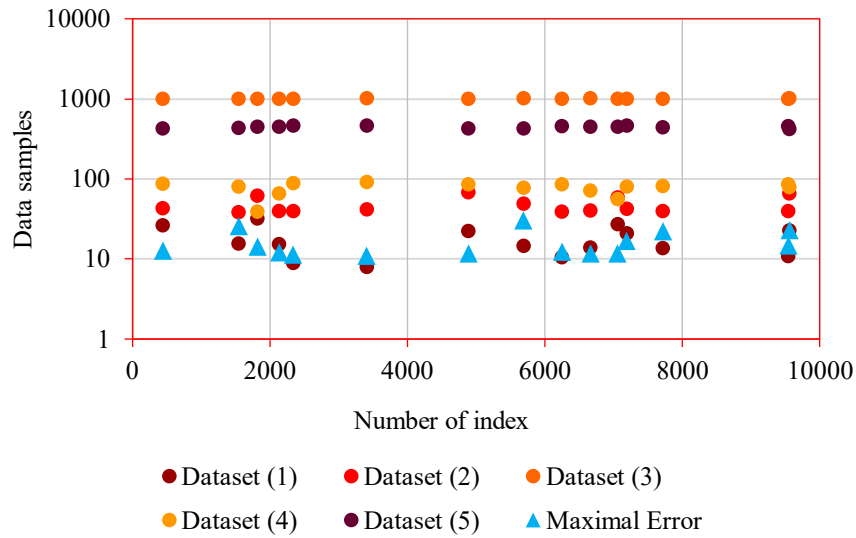 10000
1000
100
10
1
Data samples
0 2000 4000 6000 8000 10000
Number of index
Dataset (1) Dataset (2) Dataset (3)
Dataset (4) Dataset (5) Maximal Error